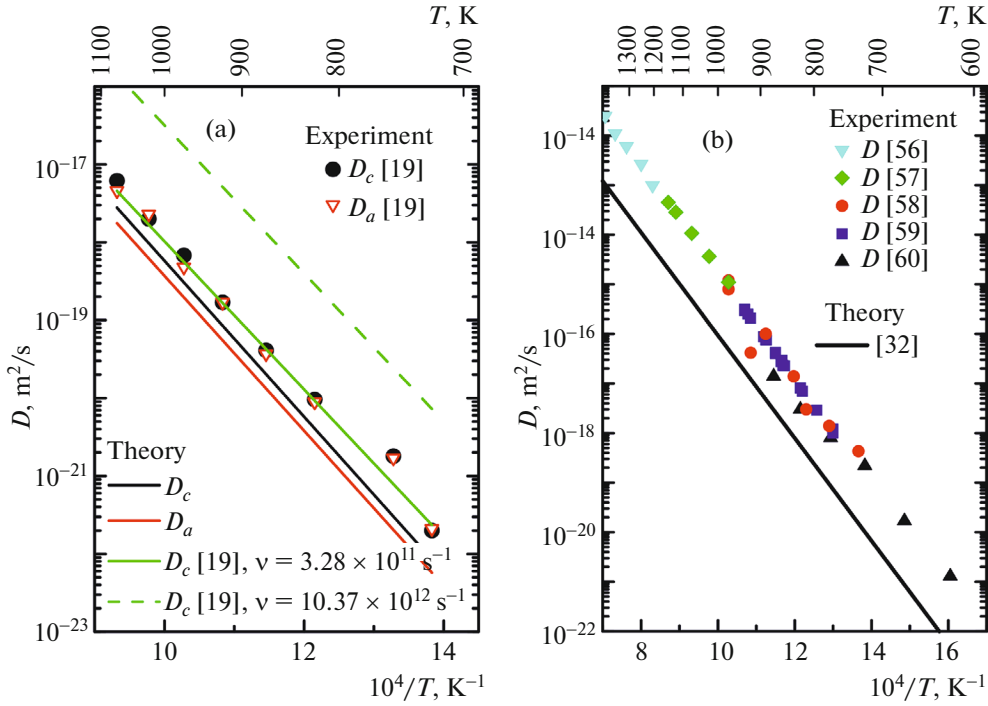 T, K
1100 1000 900 800 700
(a)
Experiment
D_c [19]
D_a [19]
10^−17
10^−19
10^−21
10^−23
D, m²/s
Theory
D_c
D_a
D_c [19], ν = 3.28 × 10^11 s^−1
D_c [19], ν = 10.37 × 10^12 s^−1
10 12 14
10^4/T, K^−1
T, K
1300 1200 1100 1000 900 800 700 600
(b)
Experiment
D [56]
D [57]
D [58]
D [59]
D [60]
Theory
[32]
10^−14
10^−14
10^−16
10^−18
10^−20
10^−22
D, m²/s
8 10 12 14 16
10^4/T, K^−1